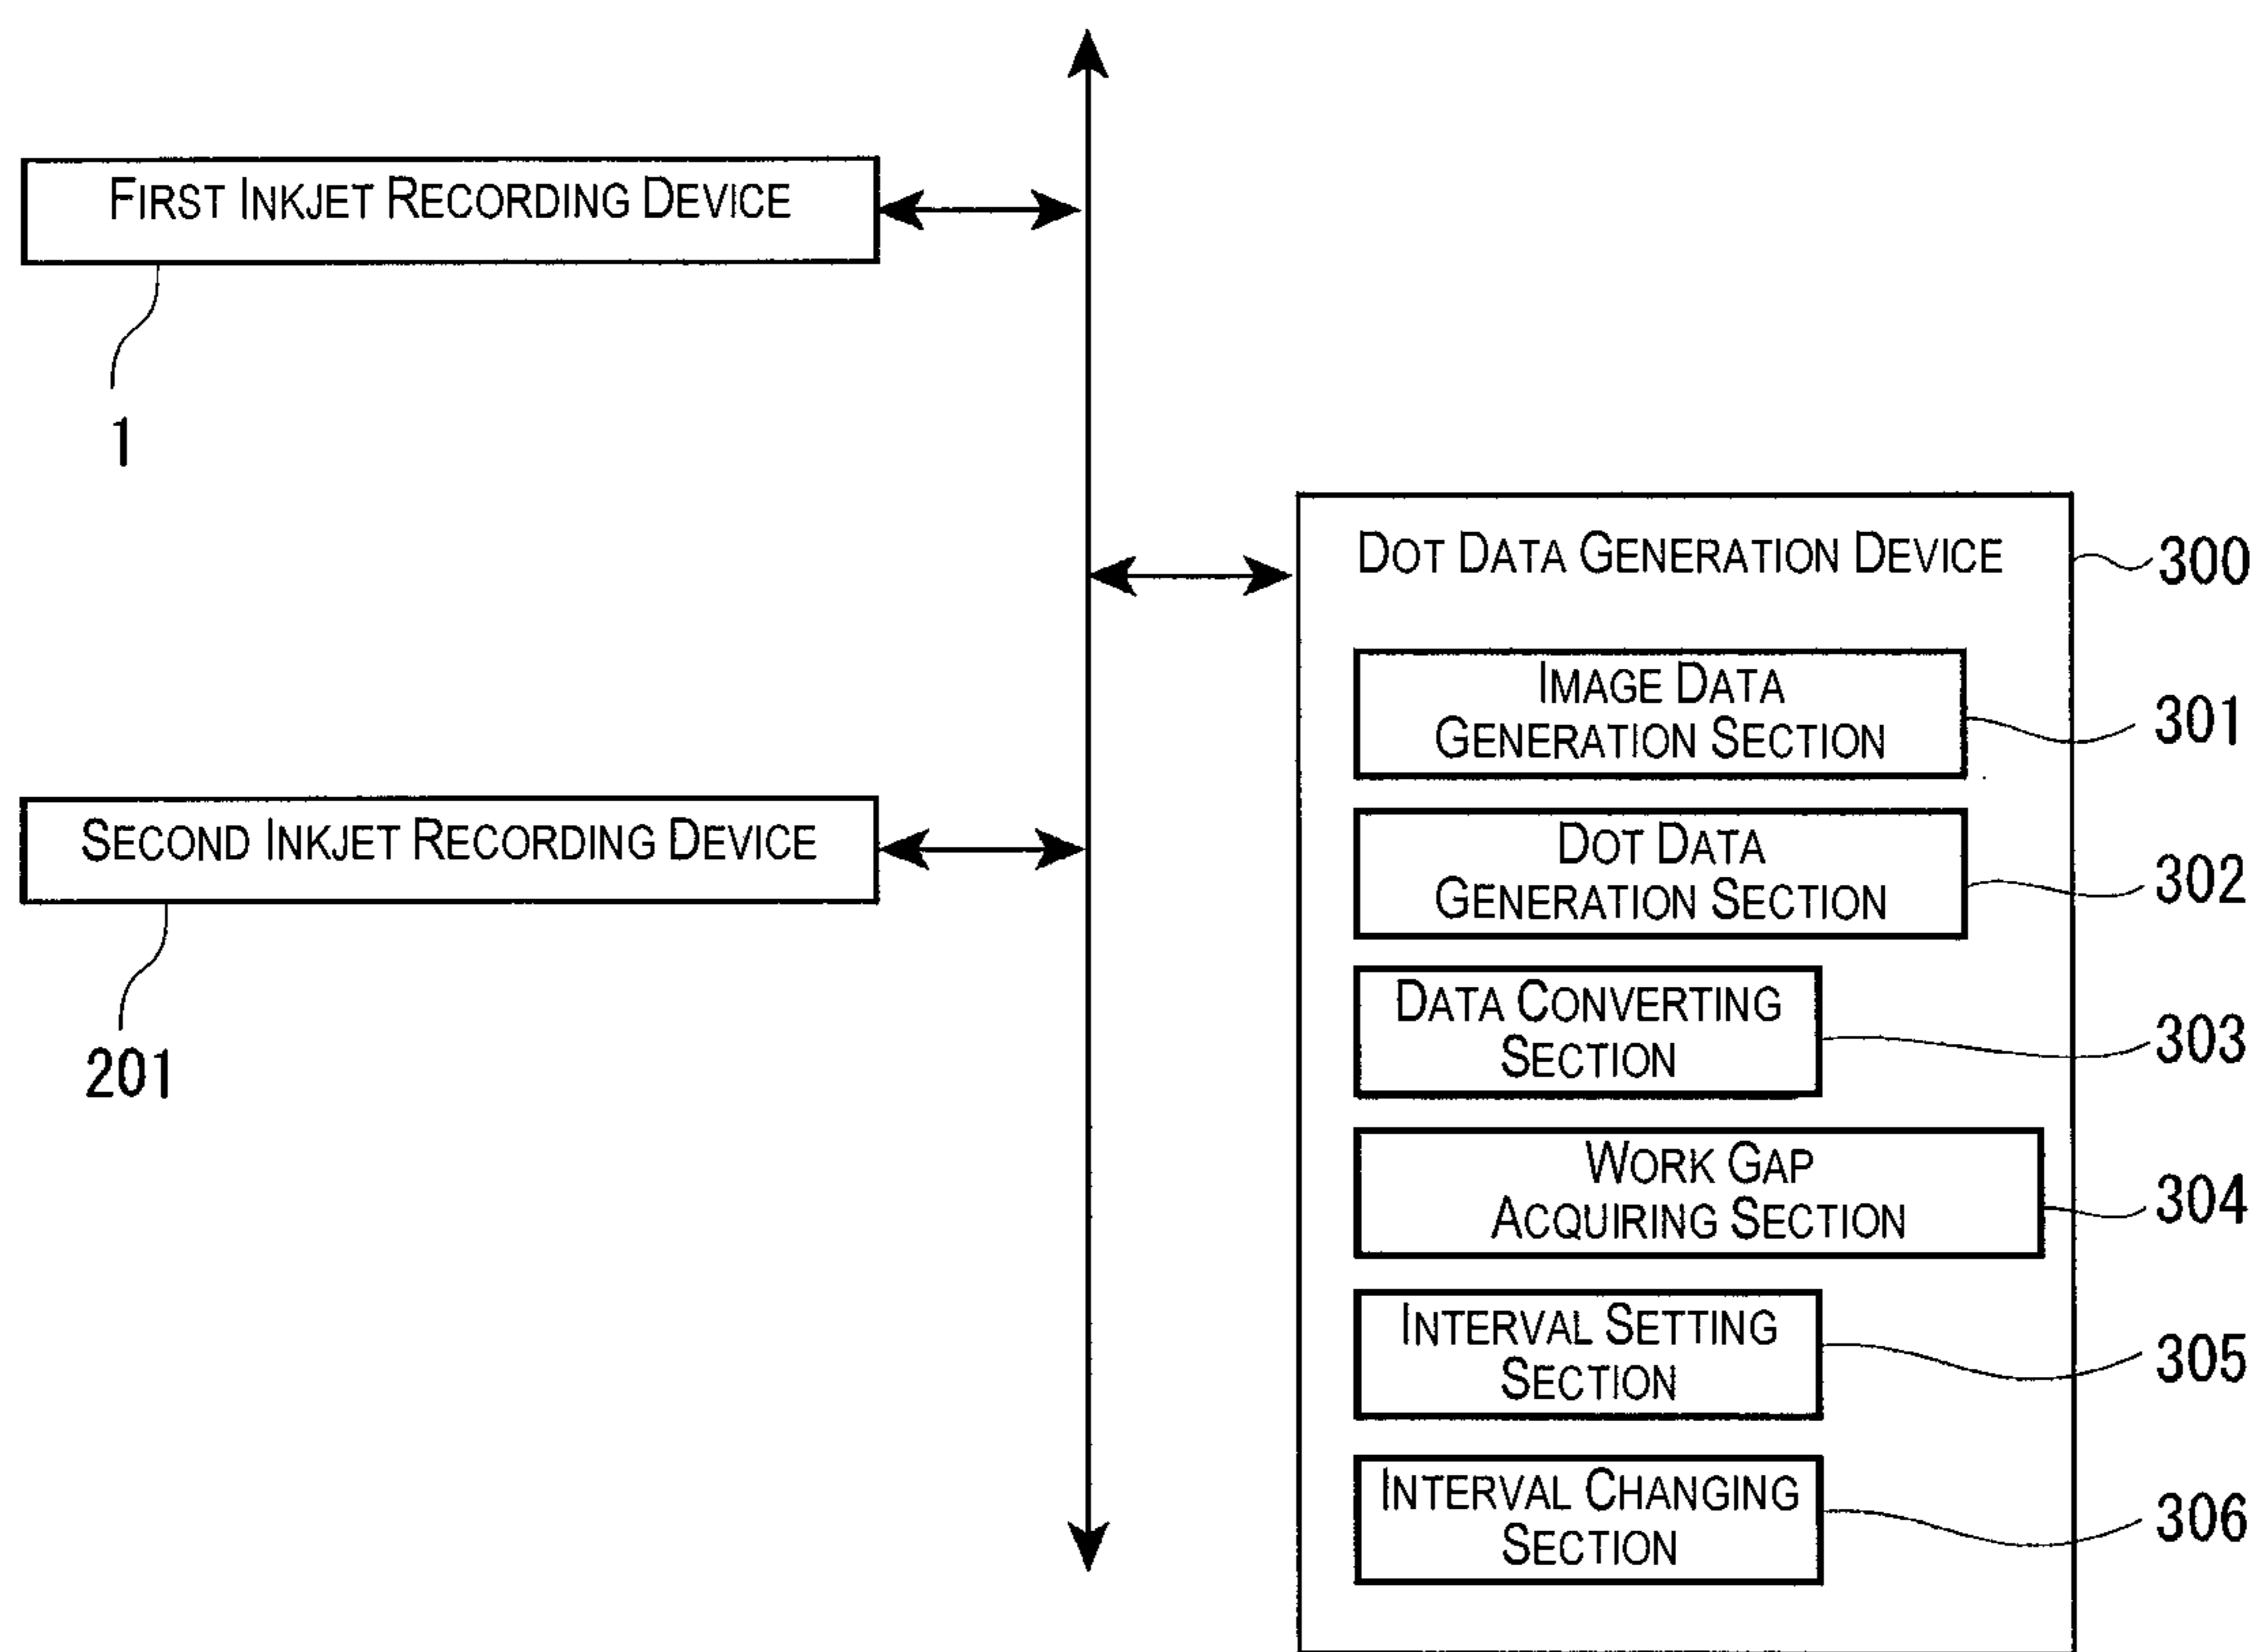 FIRST INKJET RECORDING DEVICE
1
SECOND INKJET RECORDING DEVICE
201
DOT DATA GENERATION DEVICE
300
IMAGE DATA
GENERATION SECTION
301
DOT DATA
GENERATION SECTION
302
DATA CONVERTING
SECTION
303
WORK GAP
ACQUIRING SECTION
304
INTERVAL SETTING
SECTION
305
INTERVAL CHANGING
SECTION
306